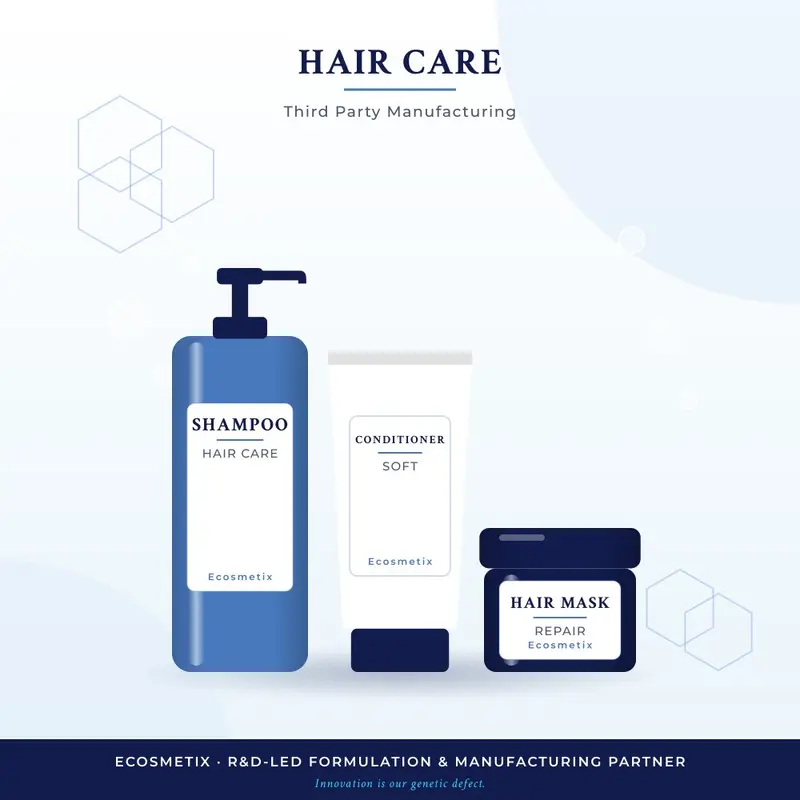 HAIR CARE
Third Party Manufacturing
SHAMPOO
HAIR CARE
Ecosmetix
CONDITIONER
SOFT
Ecosmetix
HAIR MASK
REPAIR
Ecosmetix
ECOSMETIX · R&D-LED FORMULATION & MANUFACTURING PARTNER
Innovation is our genetic defect.